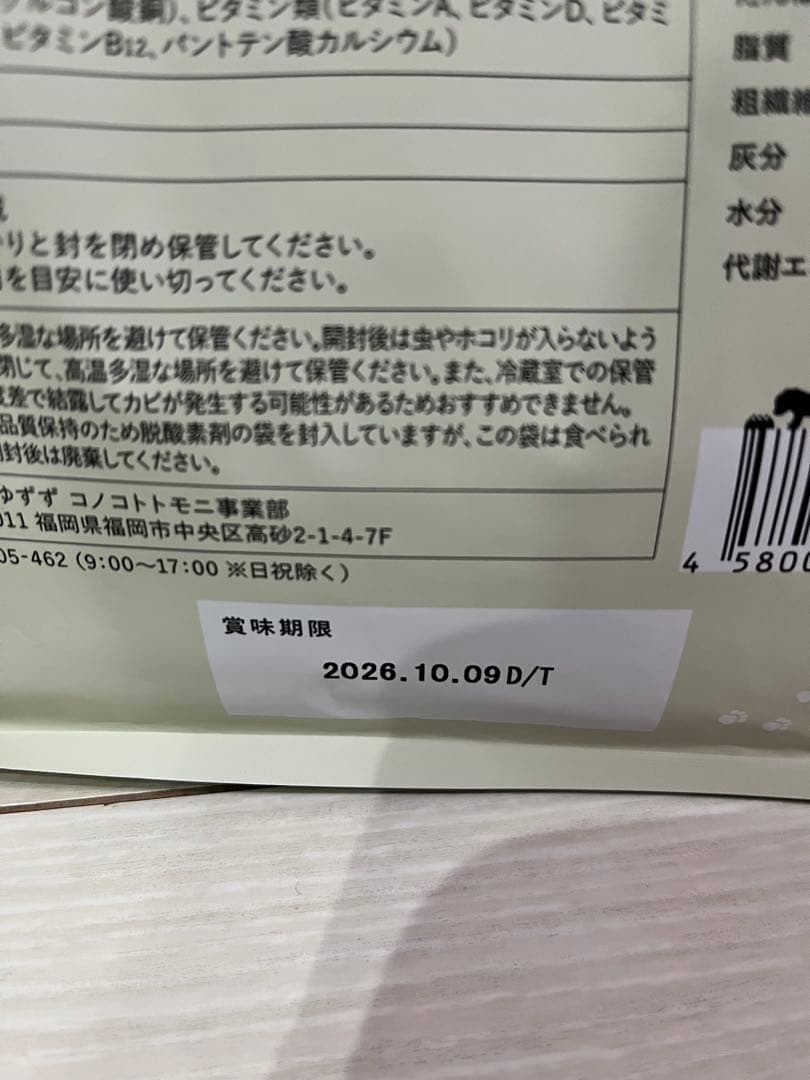 グルコン酸銅)、ビタミン類(ビタミンA、ビタミンD、ビタミ
ビタミンB12、パントテン酸カルシウム)
りと封を閉め保管してください。
を目安に使い切ってください。
多湿な場所を避けて保管ください。開封後は虫やホコリが入らないよう
閉じて、高温多湿な場所を避けて保管ください。また、冷蔵室での保管
差で結露してカビが発生する可能性があるためおすすめできません。
品質保持のため脱酸素剤の袋を封入していますが、この袋は食べられ
封後は廃棄してください。
ゆずず コノコトトモニ事業部
011 福岡県福岡市中央区高砂2-1-4-7F
05-462 (9:00〜17:00 ※日祝除く)
脂質
粗繊維
灰分
水分
代謝エ
4 5800
賞味期限
2026.10.09D/T